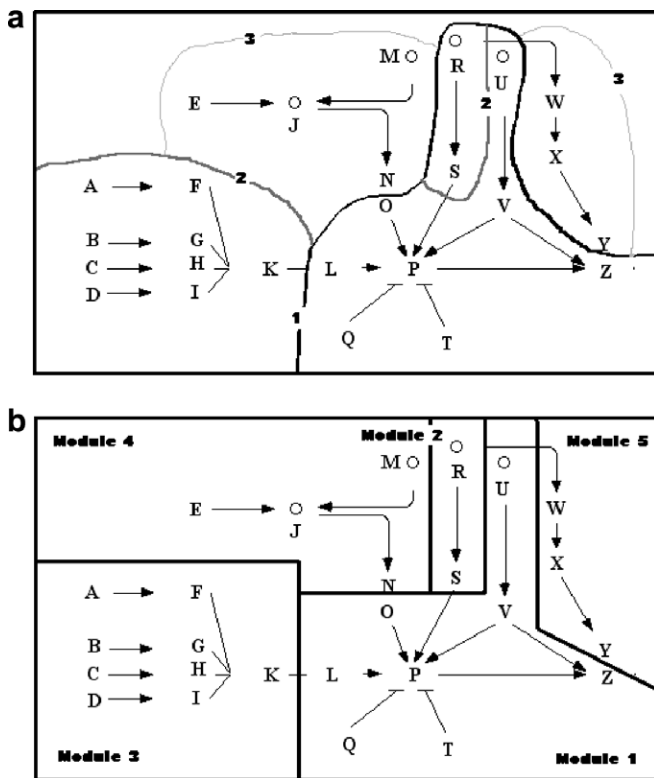 a
3
M
R
U
2
3
E
J
W
X
N
S
A
F
2
O
V
B
G
Y
C
H
K
L
P
Z
D
I
1
Q
T
b
Module 4
Module 2
Module 5
M
R
U
E
J
W
X
A
F
N
S
O
V
B
G
Y
C
H
K
L
P
Z
D
I
Q
T
Module 3
Module 1